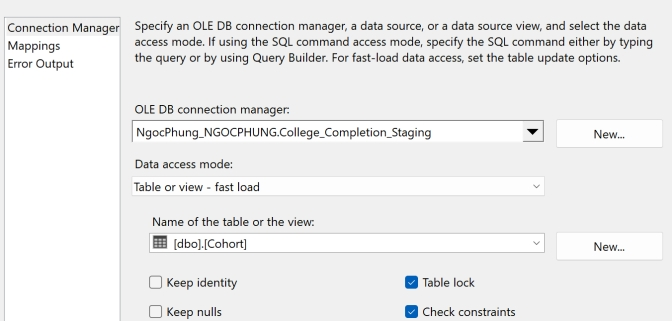 Connection Manager
Mappings
Error Output
Specify an OLE DB connection manager, a data source, or a data source view, and select the data
access mode. If using the SQL command access mode, specify the SQL command either by typing
the query or by using Query Builder. For fast-load data access, set the table update options.
OLE DB connection manager:
NgocPhung_NGOCPHUNG.College_Completion_Staging
New...
Data access mode:
Table or view - fast load
Name of the table or the view:
[dbo].[Cohort]
New...
Keep identity
Table lock
Keep nulls
Check constraints